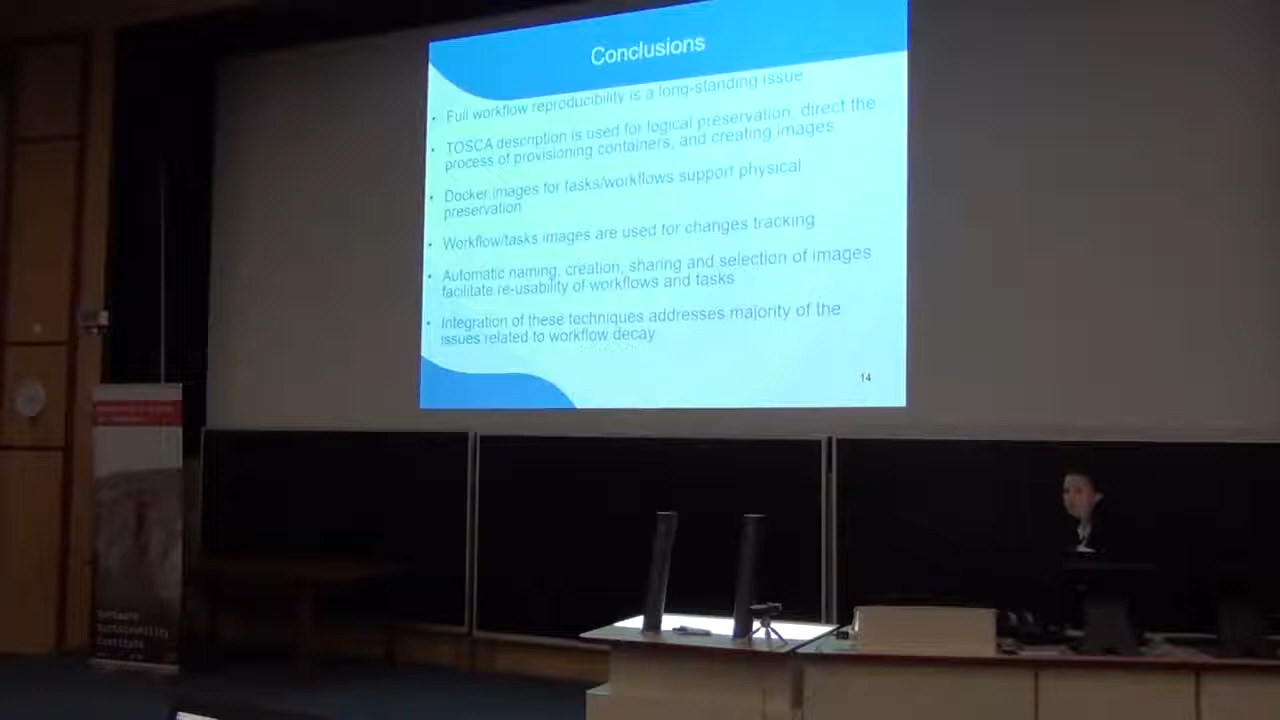 Conclusions
• Full workflow reproducibility is a long-standing issue
• TOSCA description is used for logical preservation, direct the
process of provisioning containers, and creating images
• Docker images for tasks/workflows support physical
preservation
• Workflow/tasks images are used for changes tracking
• Automatic naming, creation, sharing and selection of images
facilitate re-usability of workflows and tasks
• Integration of these techniques addresses majority of the
issues related to workflow decay
14
Software
Sustainability
Institute